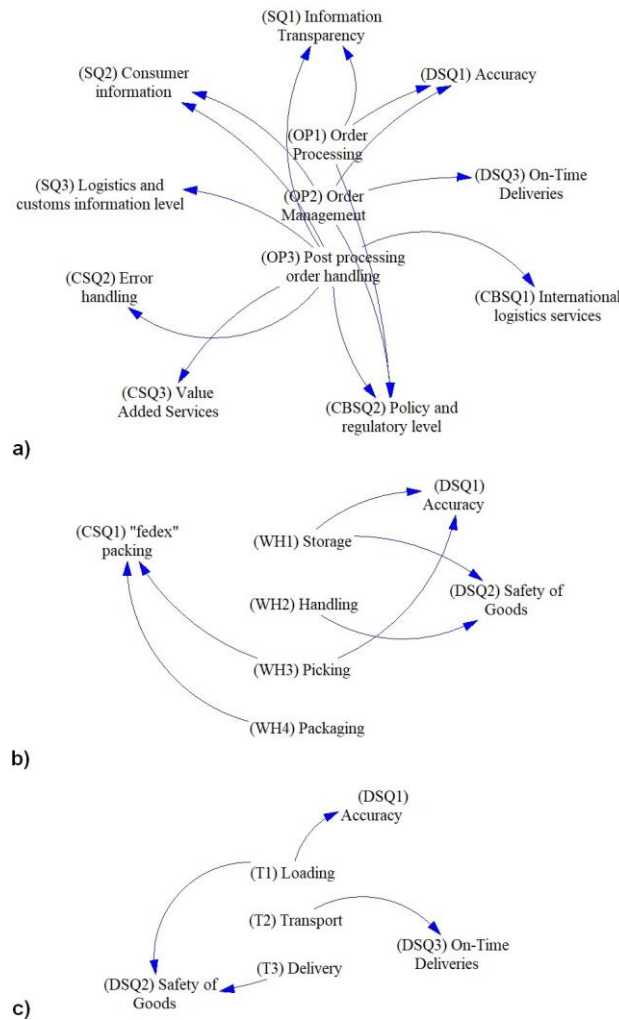 (SQ1) Information
Transparency
(SQ2) Consumer
information
(DSQ1) Accuracy
(OP1) Order
Processing
(SQ3) Logistics and
customs information level
(OP2) Order
Management
(DSQ3) On-Time
Deliveries
(OP3) Post processing
order handling
(CSQ2) Error
handling
(CBSQ1) International
logistics services
(CSQ3) Value
Added Services
(CBSQ2) Policy and
regulatory level
a)
(DSQ1)
Accuracy
(CSQ1) "fedex"
packing
(WH1) Storage
(WH2) Handling
(DSQ2) Safety of
Goods
(WH3) Picking
(WH4) Packaging
b)
(DSQ1)
Accuracy
(T1) Loading
(T2) Transport
(DSQ3) On-Time
Deliveries
(T3) Delivery
(DSQ2) Safety of
Goods
c)